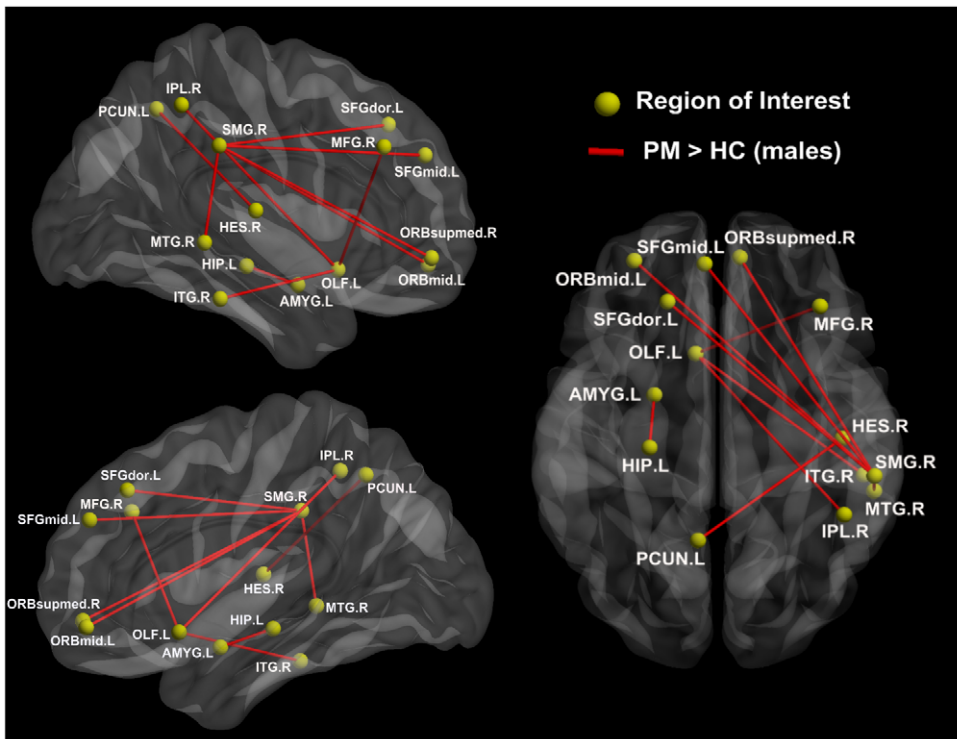 IPL.R
PCUN.L
SFGdor.L
SMG.R
MFG.R
SFGmid.L
HES.R
MTG.R
ORBsupmed.R
HIP.L
OLF.L
ORBmid.L
ITG.R
AMYG.L
Region of Interest
PM > HC (males)
SFGmid.L
ORBsupmed.R
ORBmid.L
SFGdor.L
MFG.R
OLF.L
AMYG.L
HES.R
HIP.L
ITG.R
SMG.R
MTG.R
IPL.R
PCUN.L
IPL.R
SFGdor.L
PCUN.L
MFG.R
SMG.R
SFGmid.L
HES.R
ORBsupmed.R
MTG.R
ORBmid.L
OLF.L
HIP.L
AMYG.L
ITG.R